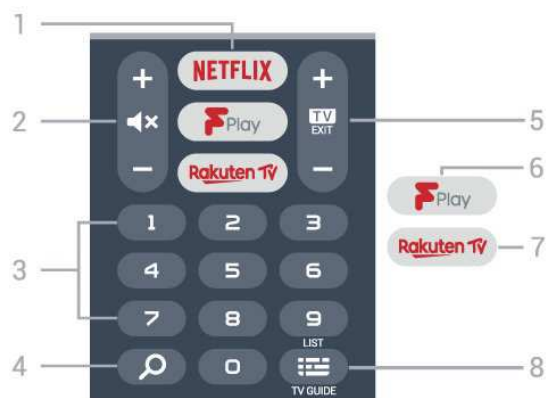 1
NETFLIX
+ +
2
F Play
TV
EXIT
5
- -
Rakuten TV
6
F Play
1 2 3
Rakuten TV
7
3
4 5 6
7 8 9
LIST
4
0
8
TV GUIDE